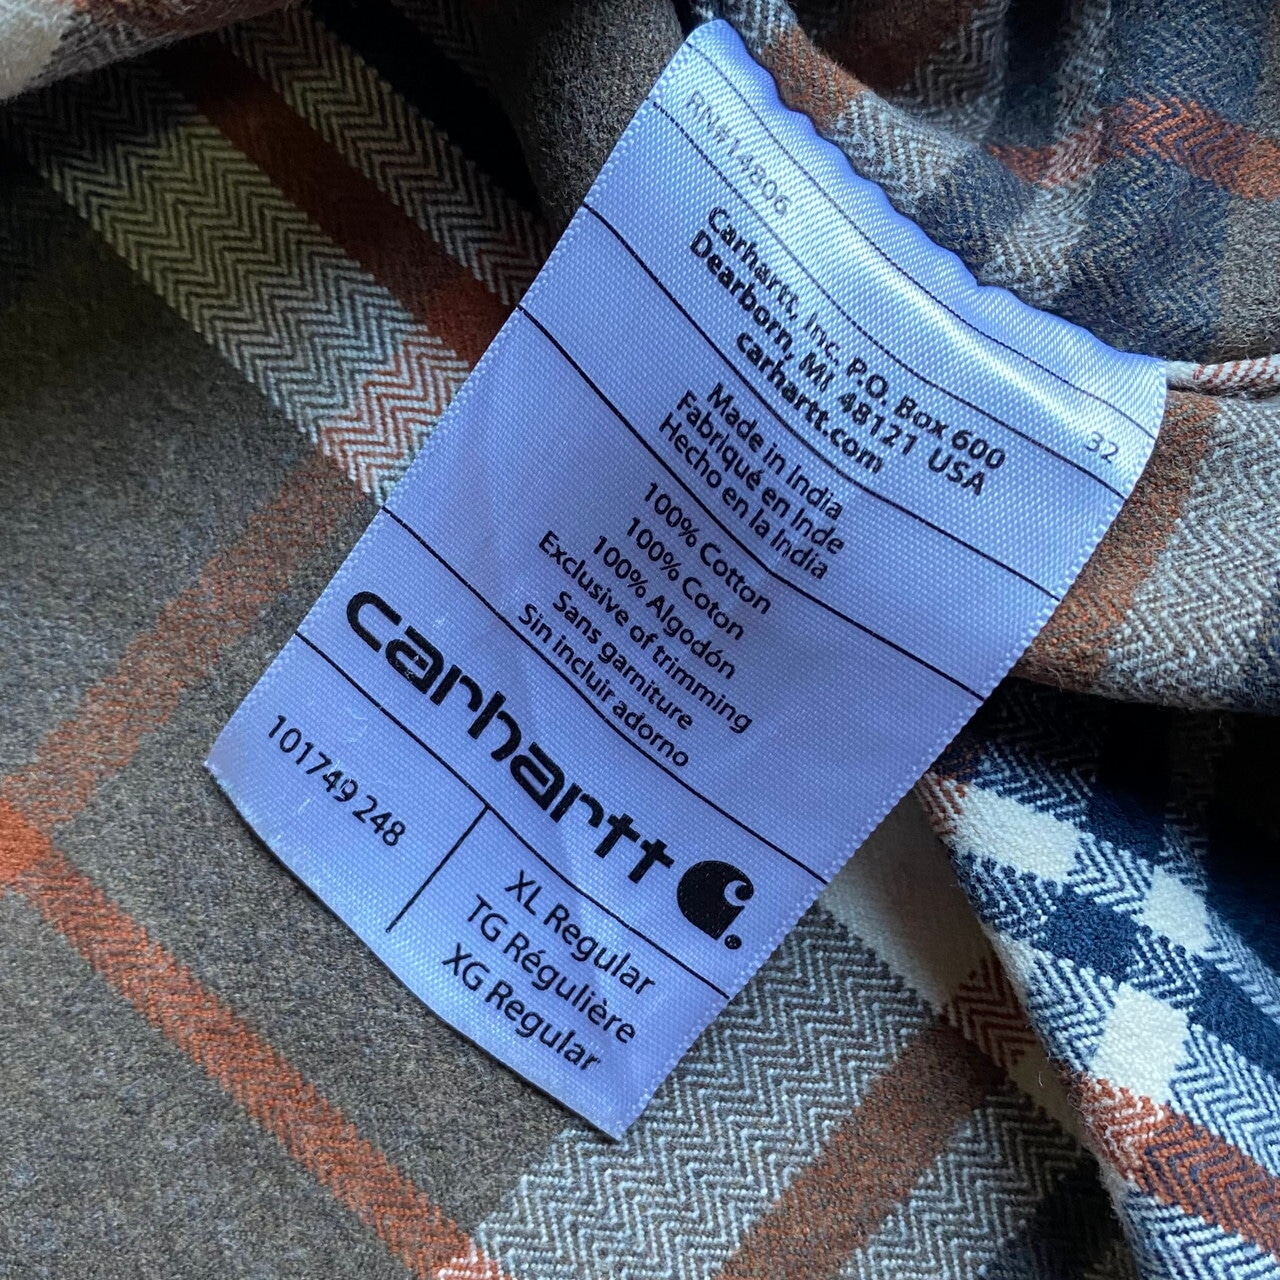 RN#14806
32
Carhartt, Inc. P.O. Box 600
Dearborn, MI 48121 USA
carhartt.com
Made in India
Fabriqué en Inde
Hecho en la India
100% Cotton
100% Coton
100% Algodón
Exclusive of trimming
Sans garniture
Sin incluir adorno
carhartt
101749 248
XL Regular
TG Régulière
XG Regular